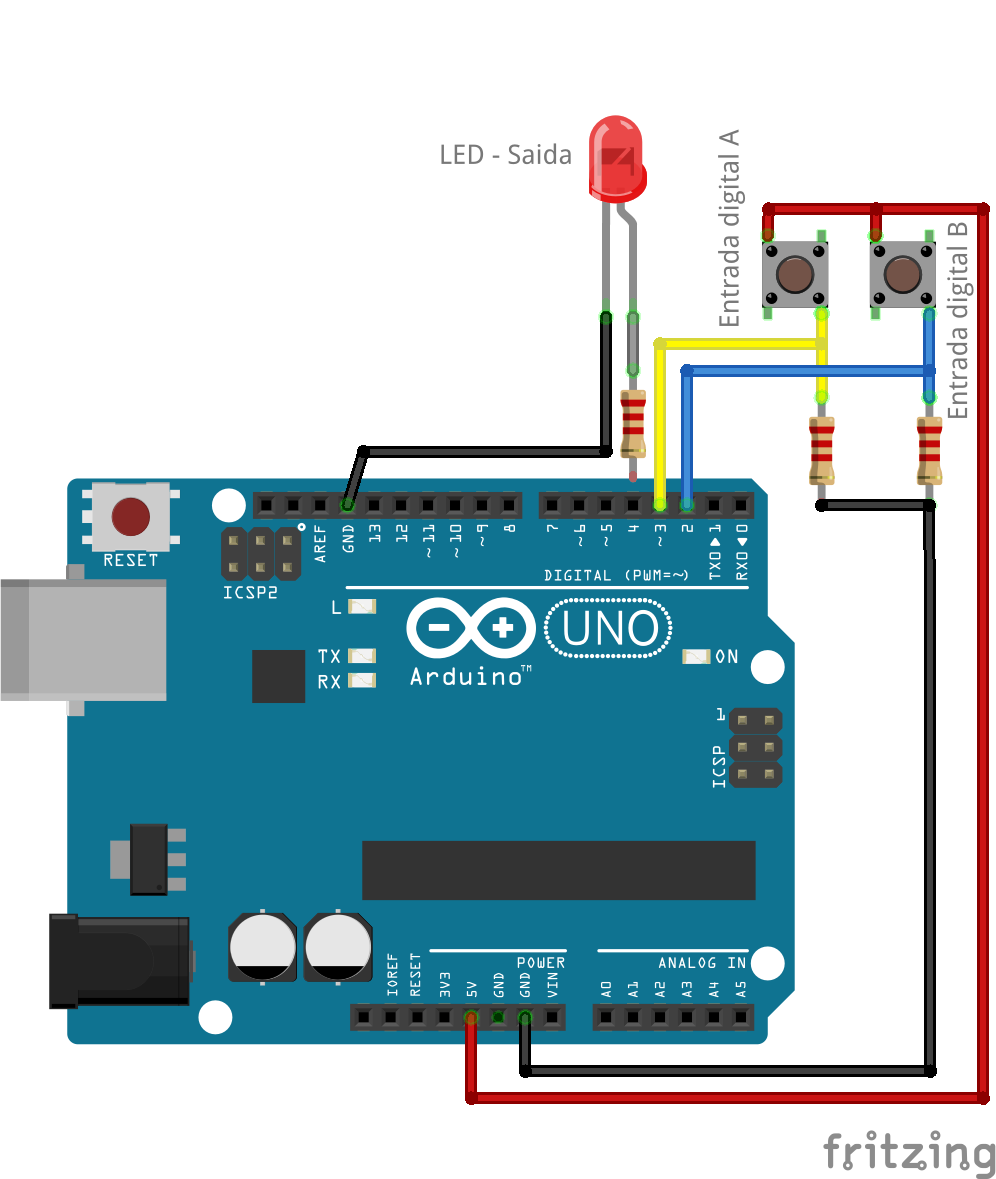 LED - Saida
Entrada digital A
Entrada digital B
RESET
ICSP2
AREF
GND
13
12
~11
~10
~9
8
7
~6
~5
4
~3
2
TX0▶1
RX0◀0
DIGITAL (PWM=~)
L
TX
RX
Arduino™
UNO
ON
1
ICSP
IOREF
RESET
3V3
5V
GND
GND
VIN
POWER
ANALOG IN
A0
A1
A2
A3
A4
A5
fritzing